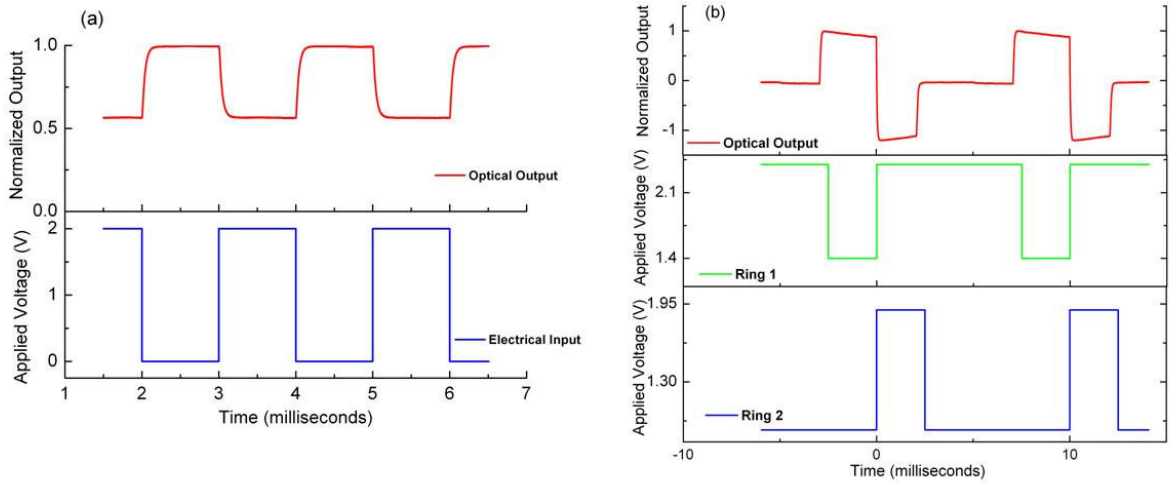 (a)
Normalized Output
1.0
0.5
0.0
Optical Output
Applied Voltage (V)
2
1
0
Electrical Input
1 2 3 4 5 6 7
Time (milliseconds)
(b)
Normalized Output
1
0
-1
Optical Output
Applied Voltage (V)
2.1
1.4
Ring 1
Applied Voltage (V)
1.95
1.30
Ring 2
-10 0 10
Time (milliseconds)